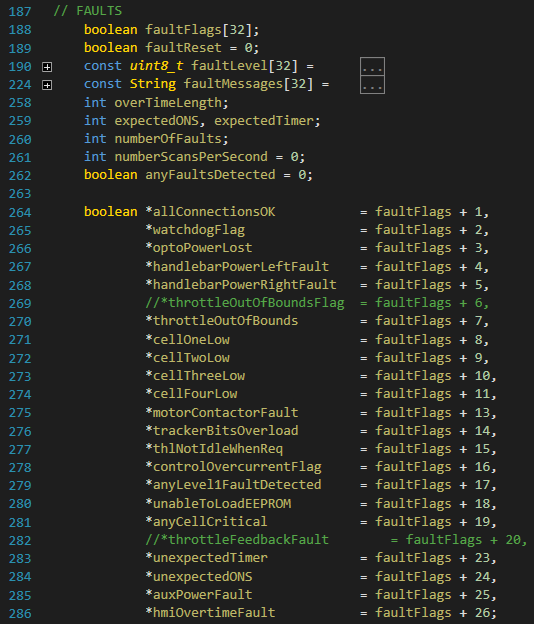 187 // FAULTS
188 boolean faultFlags[32];
189 boolean faultReset = 0;
190 const uint8_t faultLevel[32] = ...
224 const String faultMessages[32] = ...
258 int overTimeLength;
259 int expectedONS, expectedTimer;
260 int numberOfFaults;
261 int numberScansPerSecond = 0;
262 boolean anyFaultsDetected = 0;
263
264 boolean *allConnectionsOK = faultFlags + 1,
265 *watchdogFlag = faultFlags + 2,
266 *optoPowerLost = faultFlags + 3,
267 *handlebarPowerLeftFault = faultFlags + 4,
268 *handlebarPowerRightFault = faultFlags + 5,
269 //*throttleOutOfBoundsFlag = faultFlags + 6,
270 *throttleOutOfBounds = faultFlags + 7,
271 *cellOneLow = faultFlags + 8,
272 *cellTwoLow = faultFlags + 9,
273 *cellThreeLow = faultFlags + 10,
274 *cellFourLow = faultFlags + 11,
275 *motorContactorFault = faultFlags + 13,
276 *trackerBitsOverload = faultFlags + 14,
277 *thlNotIdleWhenReq = faultFlags + 15,
278 *controlOvercurrentFlag = faultFlags + 16,
279 *anyLevel1FaultDetected = faultFlags + 17,
280 *unableToLoadEEPROM = faultFlags + 18,
281 *anyCellCritical = faultFlags + 19,
282 //*throttleFeedbackFault = faultFlags + 20,
283 *unexpectedTimer = faultFlags + 23,
284 *unexpectedONS = faultFlags + 24,
285 *auxPowerFault = faultFlags + 25,
286 *hmiOvertimeFault = faultFlags + 26;